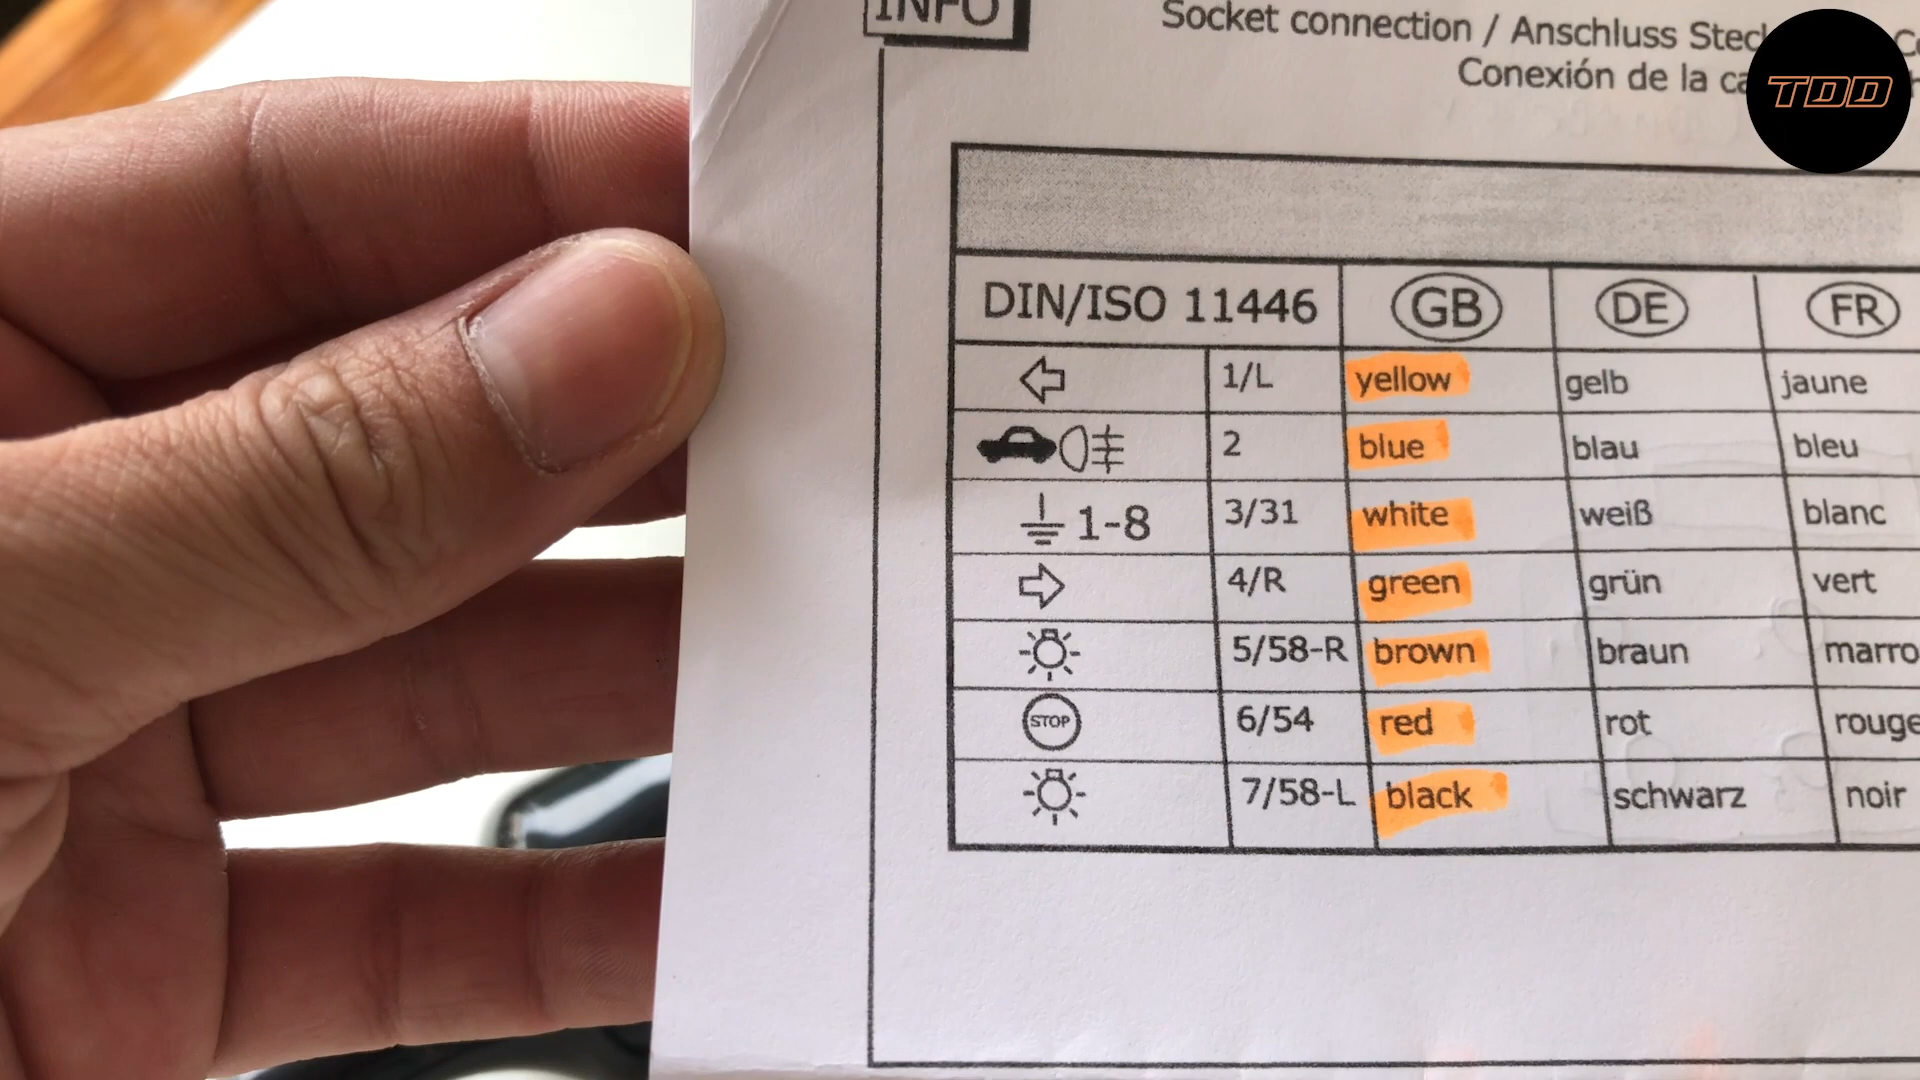 INFO
Socket connection / Anschluss
Conexión de la
TDD
DIN/ISO 11446 GB DE FR
1/L yellow gelb jaune
2 blue blau bleu
1-8 3/31 white weiß blanc
4/R green grün vert
5/58-R brown braun
STOP 6/54 red rot rouge
7/58-L black schwarz noir